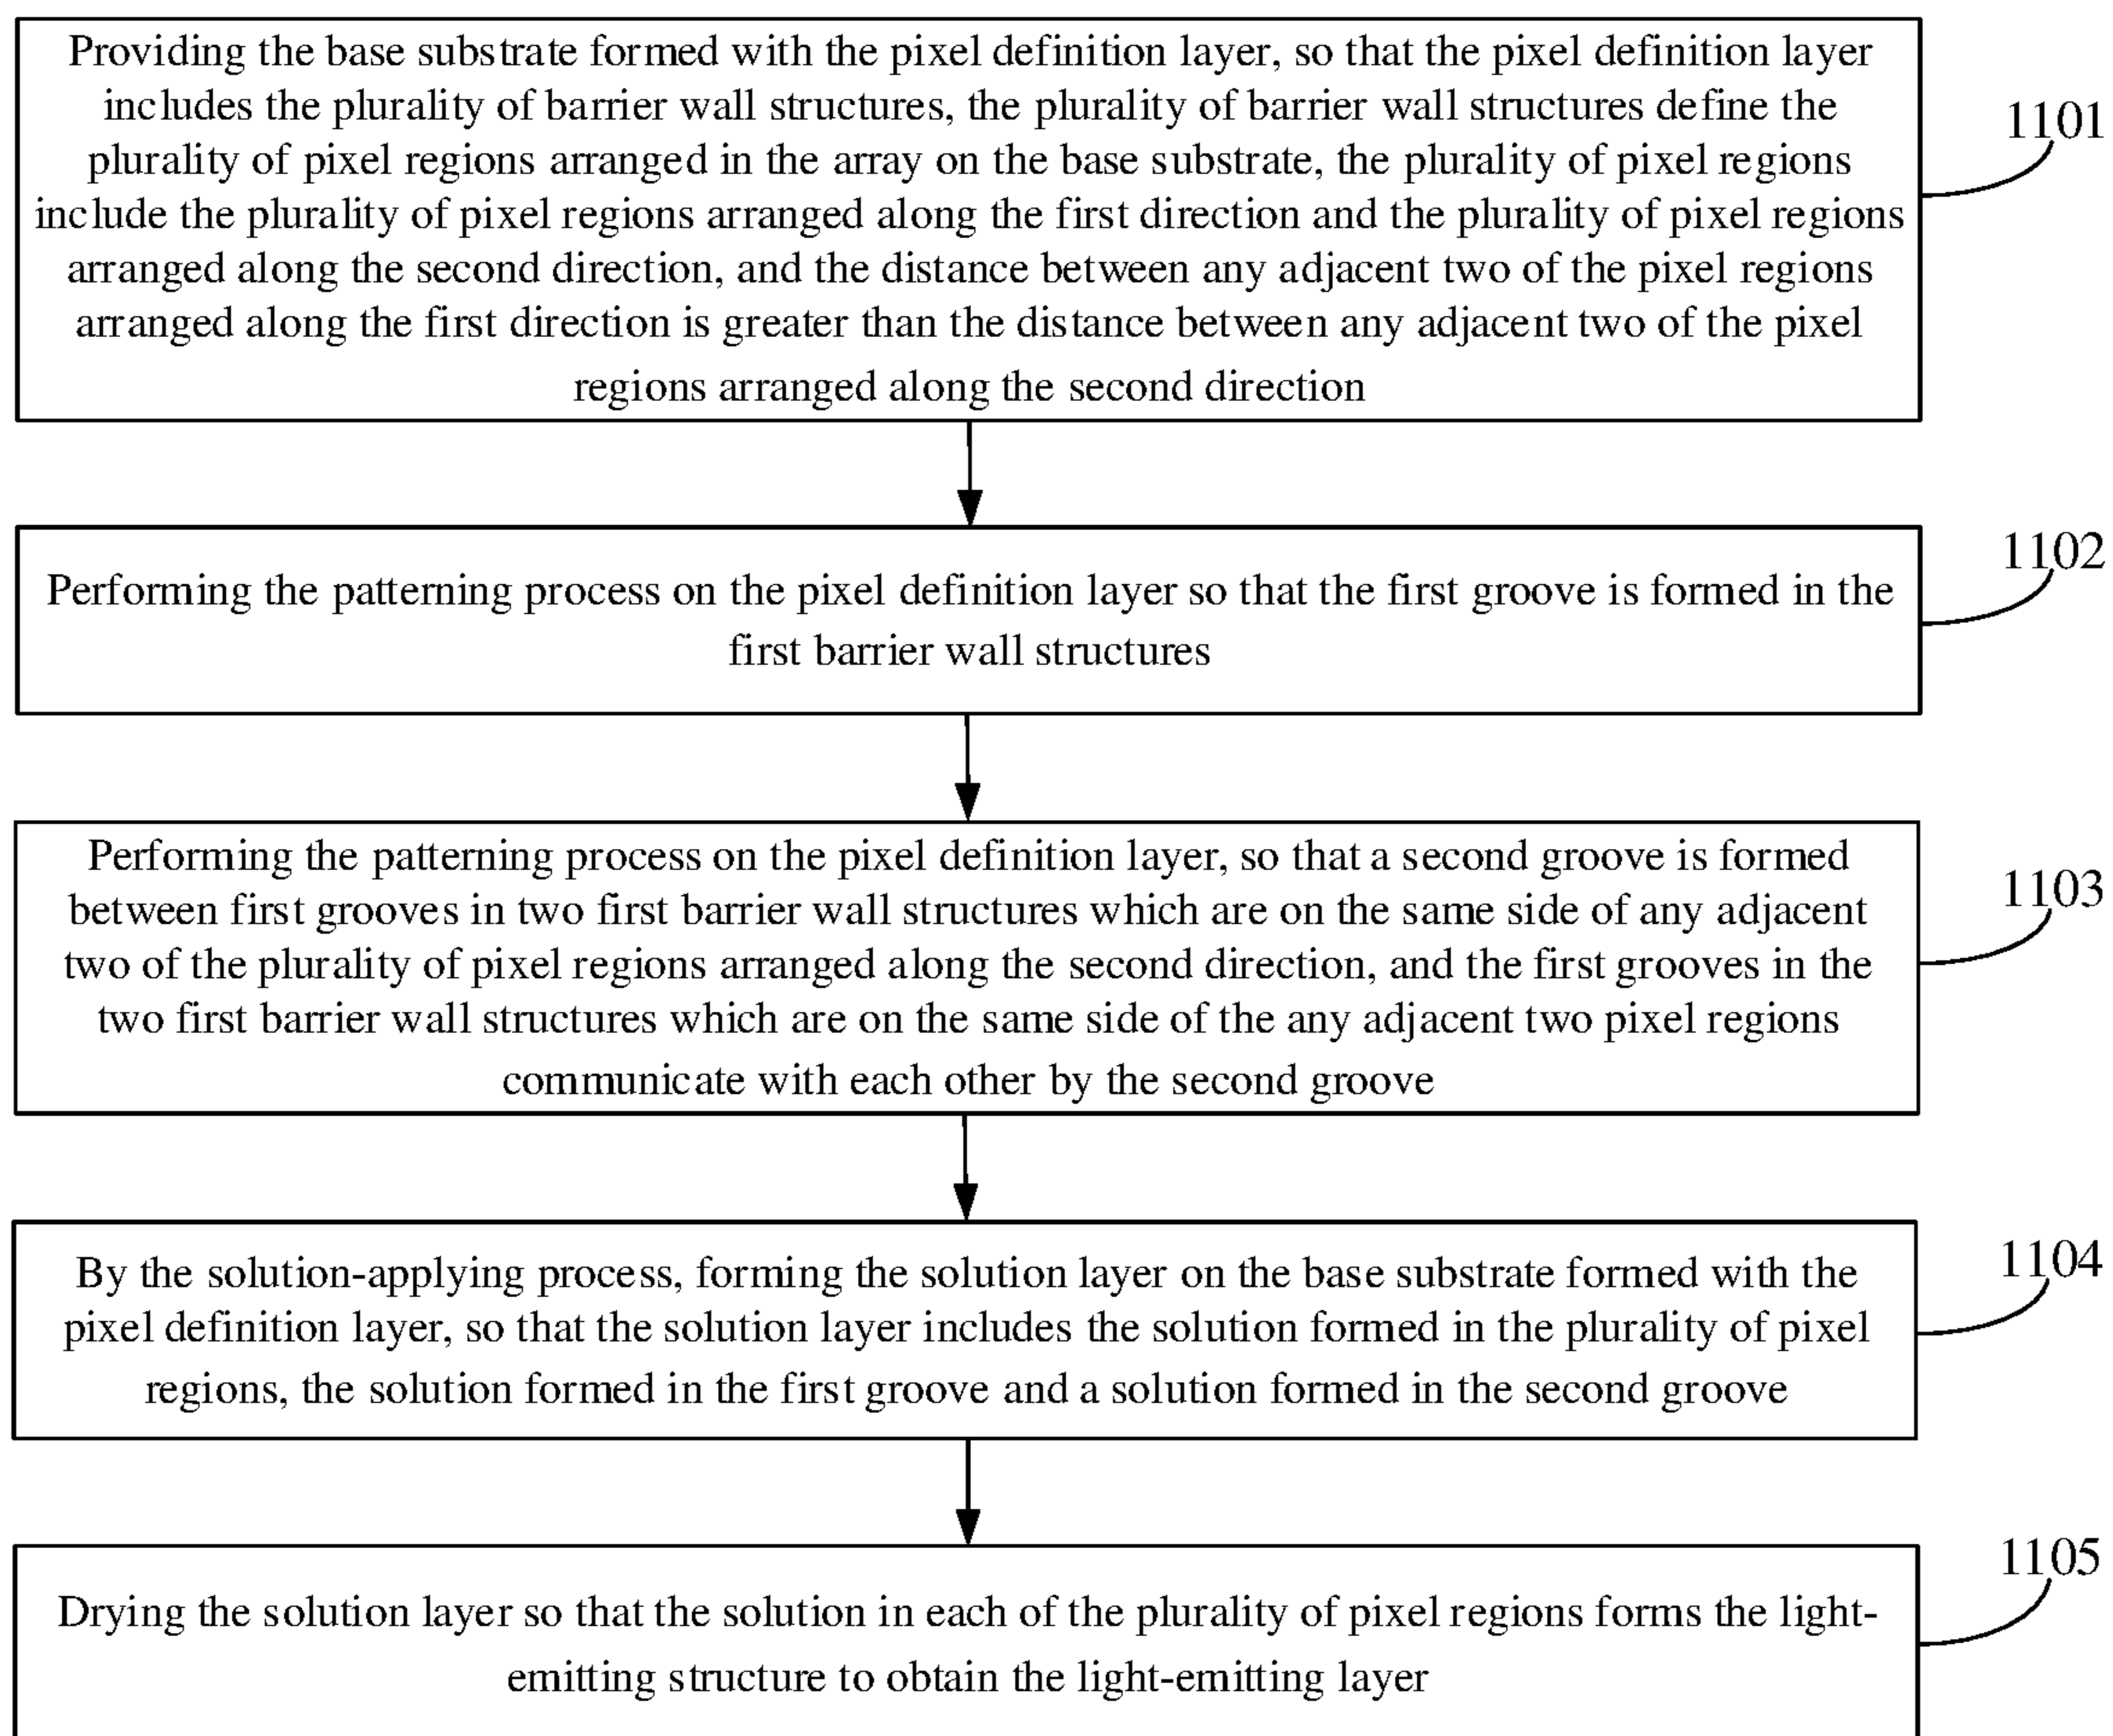 Providing the base substrate formed with the pixel definition layer, so that the pixel definition layer
includes the plurality of barrier wall structures, the plurality of barrier wall structures define the
plurality of pixel regions arranged in the array on the base substrate, the plurality of pixel regions
include the plurality of pixel regions arranged along the first direction and the plurality of pixel regions
arranged along the second direction, and the distance between any adjacent two of the pixel regions
arranged along the first direction is greater than the distance between any adjacent two of the pixel
regions arranged along the second direction
1101
Performing the patterning process on the pixel definition layer so that the first groove is formed in the
first barrier wall structures
1102
Performing the patterning process on the pixel definition layer, so that a second groove is formed
between first grooves in two first barrier wall structures which are on the same side of any adjacent
two of the plurality of pixel regions arranged along the second direction, and the first grooves in the
two first barrier wall structures which are on the same side of the any adjacent two pixel regions
communicate with each other by the second groove
1103
By the solution-applying process, forming the solution layer on the base substrate formed with the
pixel definition layer, so that the solution layer includes the solution formed in the plurality of pixel
regions, the solution formed in the first groove and a solution formed in the second groove
1104
Drying the solution layer so that the solution in each of the plurality of pixel regions forms the light-
emitting structure to obtain the light-emitting layer
1105